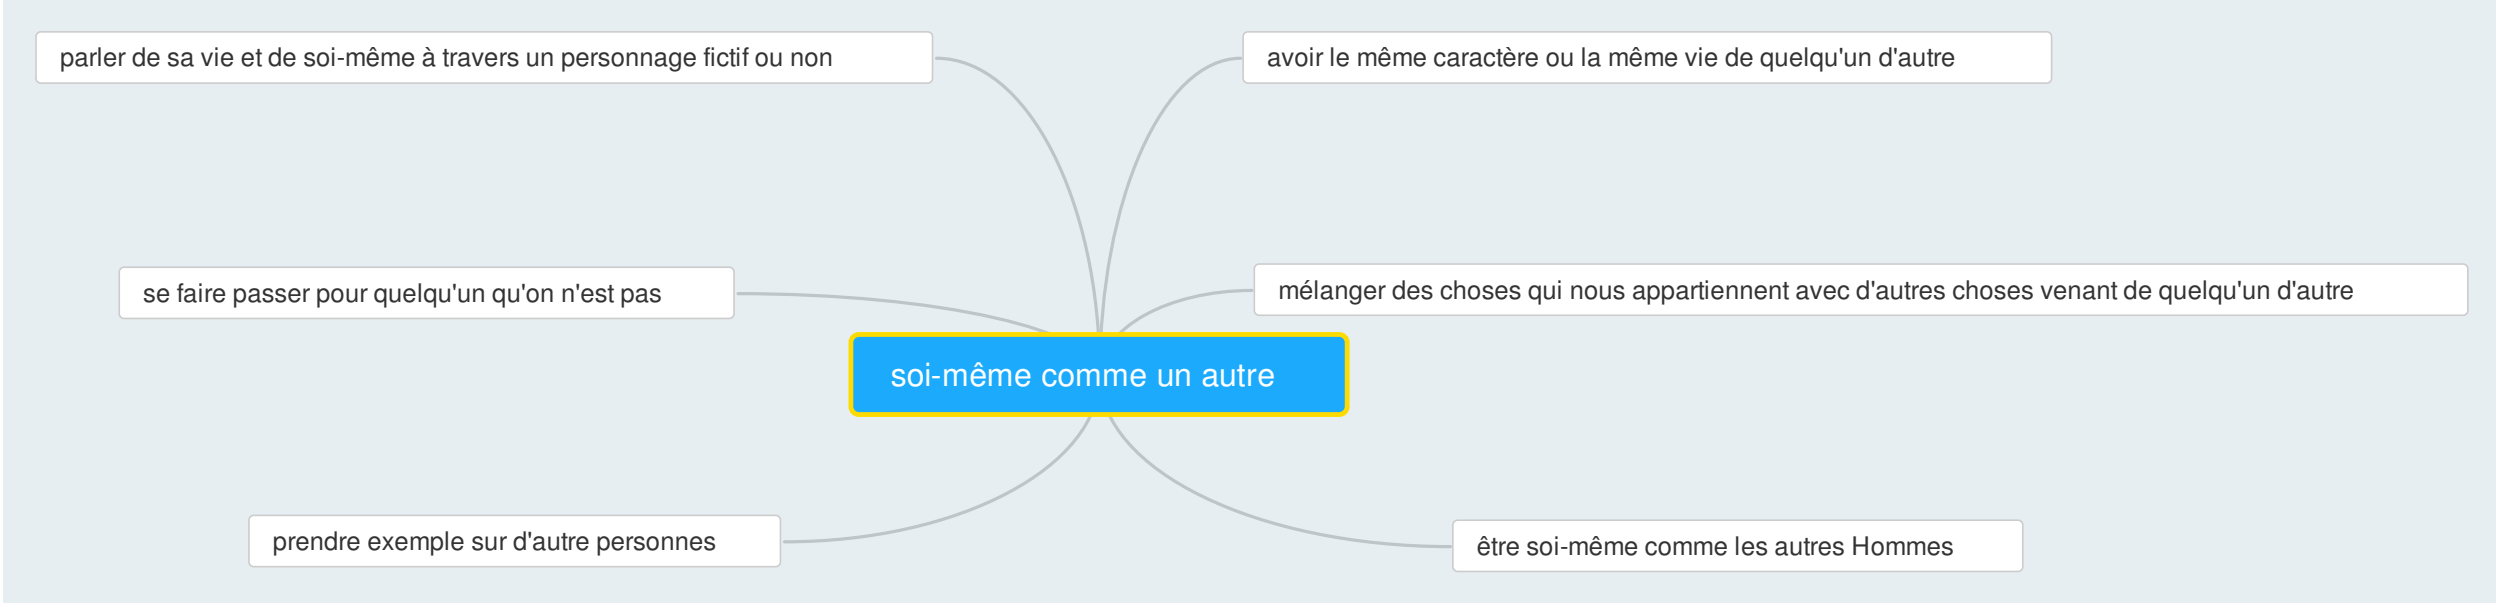 parler de sa vie et de soi-même à travers un personnage fictif ou non
avoir le même caractère ou la même vie de quelqu'un d'autre
se faire passer pour quelqu'un qu'on n'est pas
mélanger des choses qui nous appartiennent avec d'autres choses venant de quelqu'un d'autre
soi-même comme un autre
prendre exemple sur d'autre personnes
être soi-même comme les autres Hommes